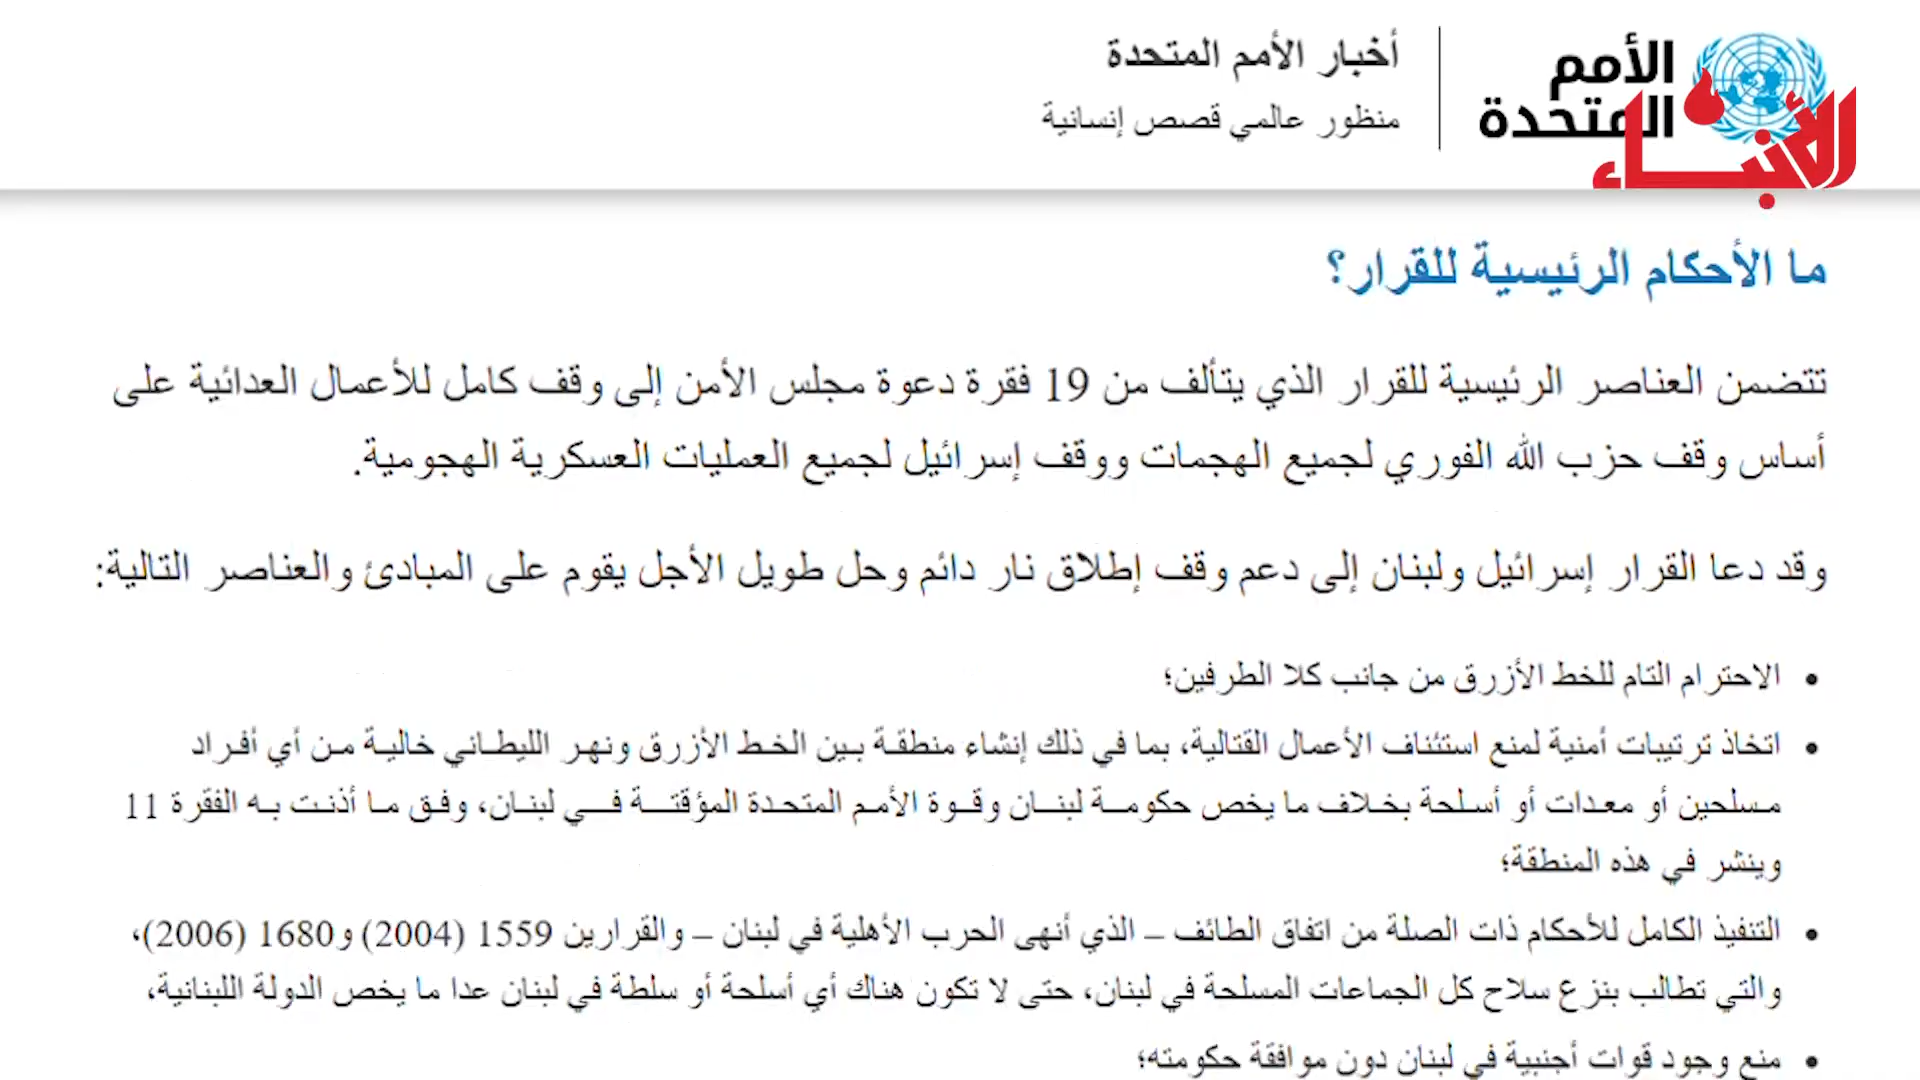 الأمم
المتحدة
أخبار الأمم المتحدة
منظور عالمي قصص إنسانية
الأنباء
ما الأحكام الرئيسية للقرار؟
تتضمن العناصر الرئيسية للقرار الذي يتألف من 19 فقرة دعوة مجلس الأمن إلى وقف كامل للأعمال العدائية على
أساس وقف حزب الله الفوري لجميع الهجمات ووقف إسرائيل لجميع العمليات العسكرية الهجومية.
وقد دعا القرار إسرائيل ولبنان إلى دعم وقف إطلاق نار دائم وحل طويل الأجل يقوم على المبادئ والعناصر التالية:
• الاحترام التام للخط الأزرق من جانب كلا الطرفين؛
• اتخاذ ترتيبات أمنية لمنع استئناف الأعمال القتالية، بما في ذلك إنشاء منطقة بين الخط الأزرق ونهر الليطاني خالية من أي أفراد
مسلحين أو معدات أو أسلحة بخلاف ما يخص حكومة لبنان وقوة الأمم المتحدة المؤقتة في لبنان، وفق ما أذنت به الفقرة 11
وينشر في هذه المنطقة؛
• التنفيذ الكامل للأحكام ذات الصلة من اتفاق الطائف – الذي أنهى الحرب الأهلية في لبنان – والقرارين 1559 (2004) و1680 (2006)،
والتي تطالب بنزع سلاح كل الجماعات المسلحة في لبنان، حتى لا تكون هناك أي أسلحة أو سلطة في لبنان عدا ما يخص الدولة اللبنانية،
• منع وجود قوات أجنبية في لبنان دون موافقة حكومته؛